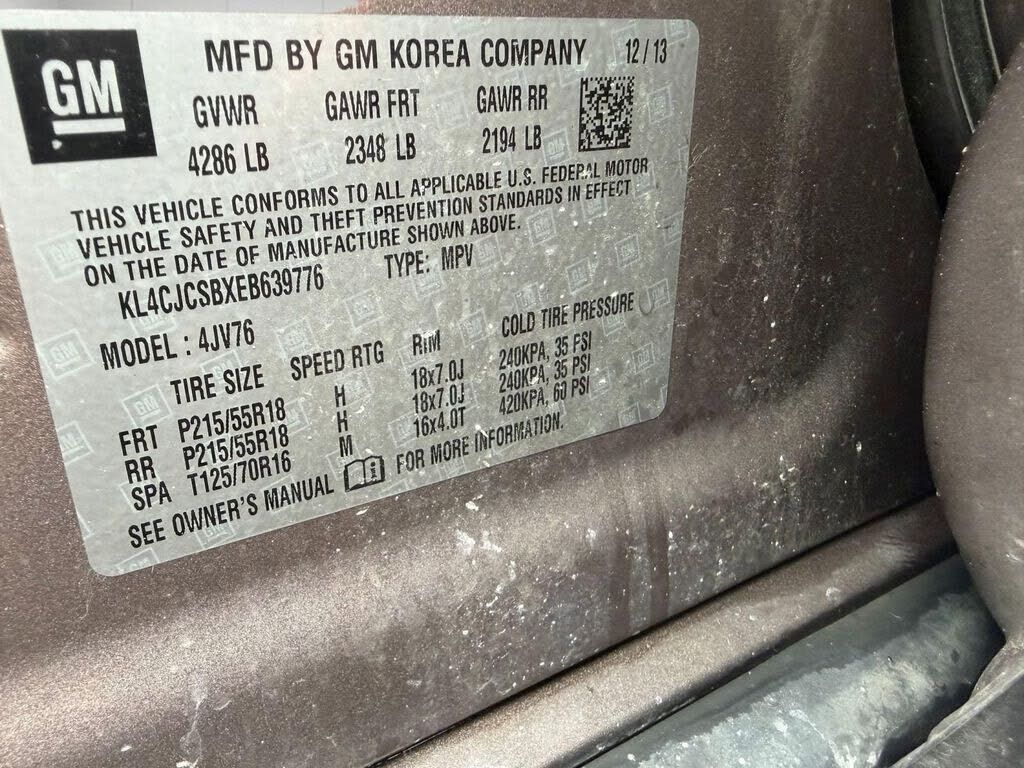 GM
MFD BY GM KOREA COMPANY 12/13
GVWR GAWR FRT GAWR RR
4286 LB 2348 LB 2194 LB
THIS VEHICLE CONFORMS TO ALL APPLICABLE U.S. FEDERAL MOTOR
VEHICLE SAFETY AND THEFT PREVENTION STANDARDS IN EFFECT
ON THE DATE OF MANUFACTURE SHOWN ABOVE.
KL4CJCSBXEB639776 TYPE: MPV
MODEL : 4JV76
TIRE SIZE SPEED RTG RIM COLD TIRE PRESSURE
FRT P215/55R18 H 18x7.0J 240KPA, 35 PSI
RR P215/55R18 H 18x7.0J 240KPA, 35 PSI
SPA T125/70R16 M 16x4.0T 420KPA, 60 PSI
SEE OWNER'S MANUAL FOR MORE INFORMATION.